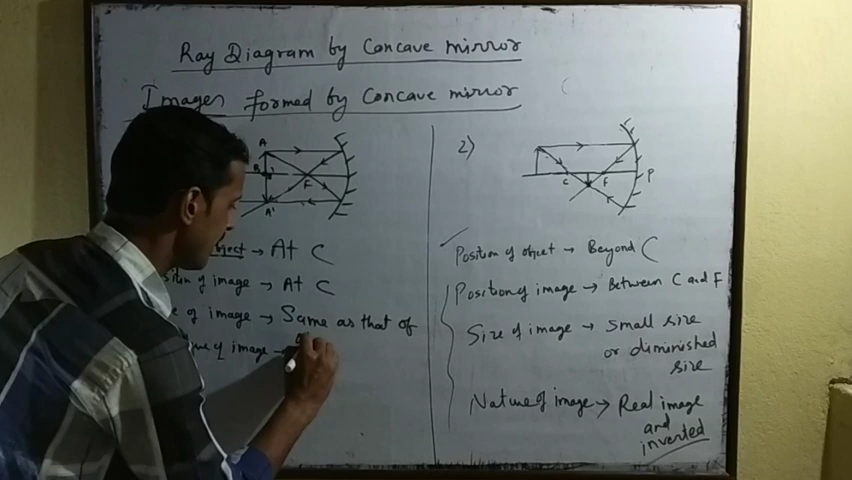 Ray Diagram by Concave mirror
Images formed by Concave mirror
A
B
F
A'
object → At C
of image → At C
of image → Same as that of
of image →
2)
C F P
Position of object → Beyond C
Position of image → Between C and F
Size of image → small size
or diminished
size
Nature of image → Real image
and
inverted